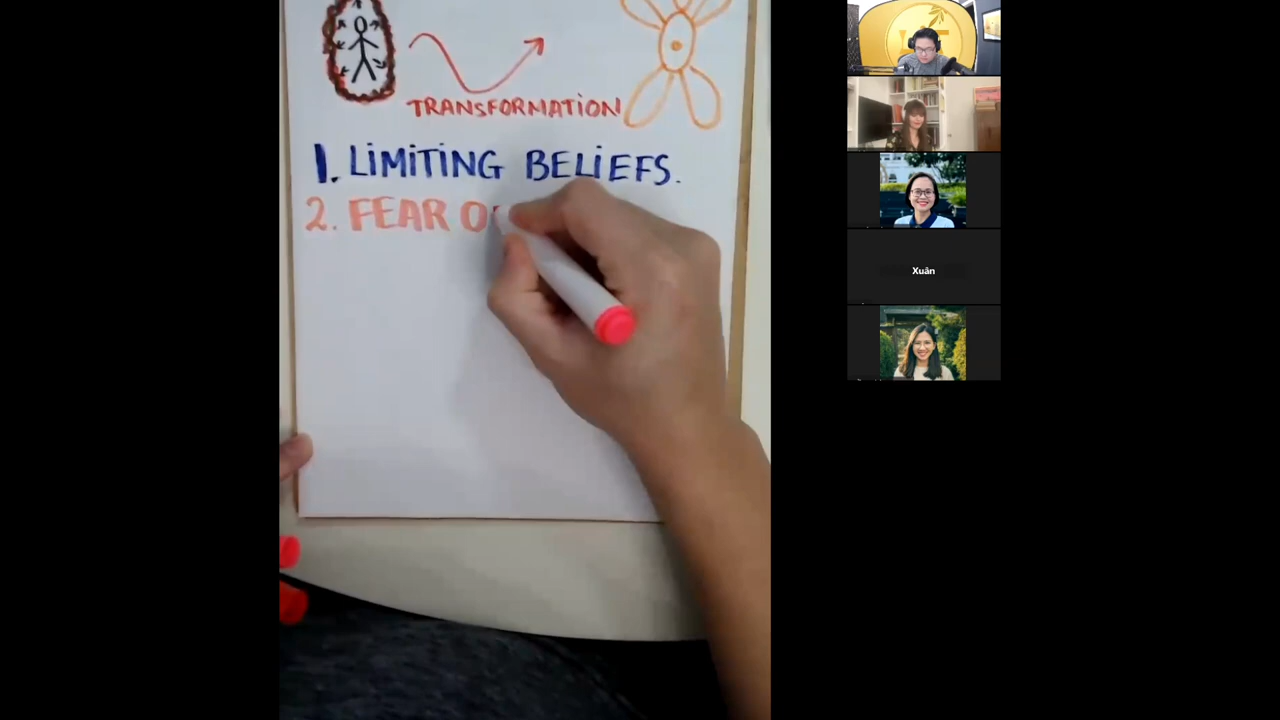 TRANSFORMATION
1. LIMITING BELIEFS.
2. FEAR
Xuân